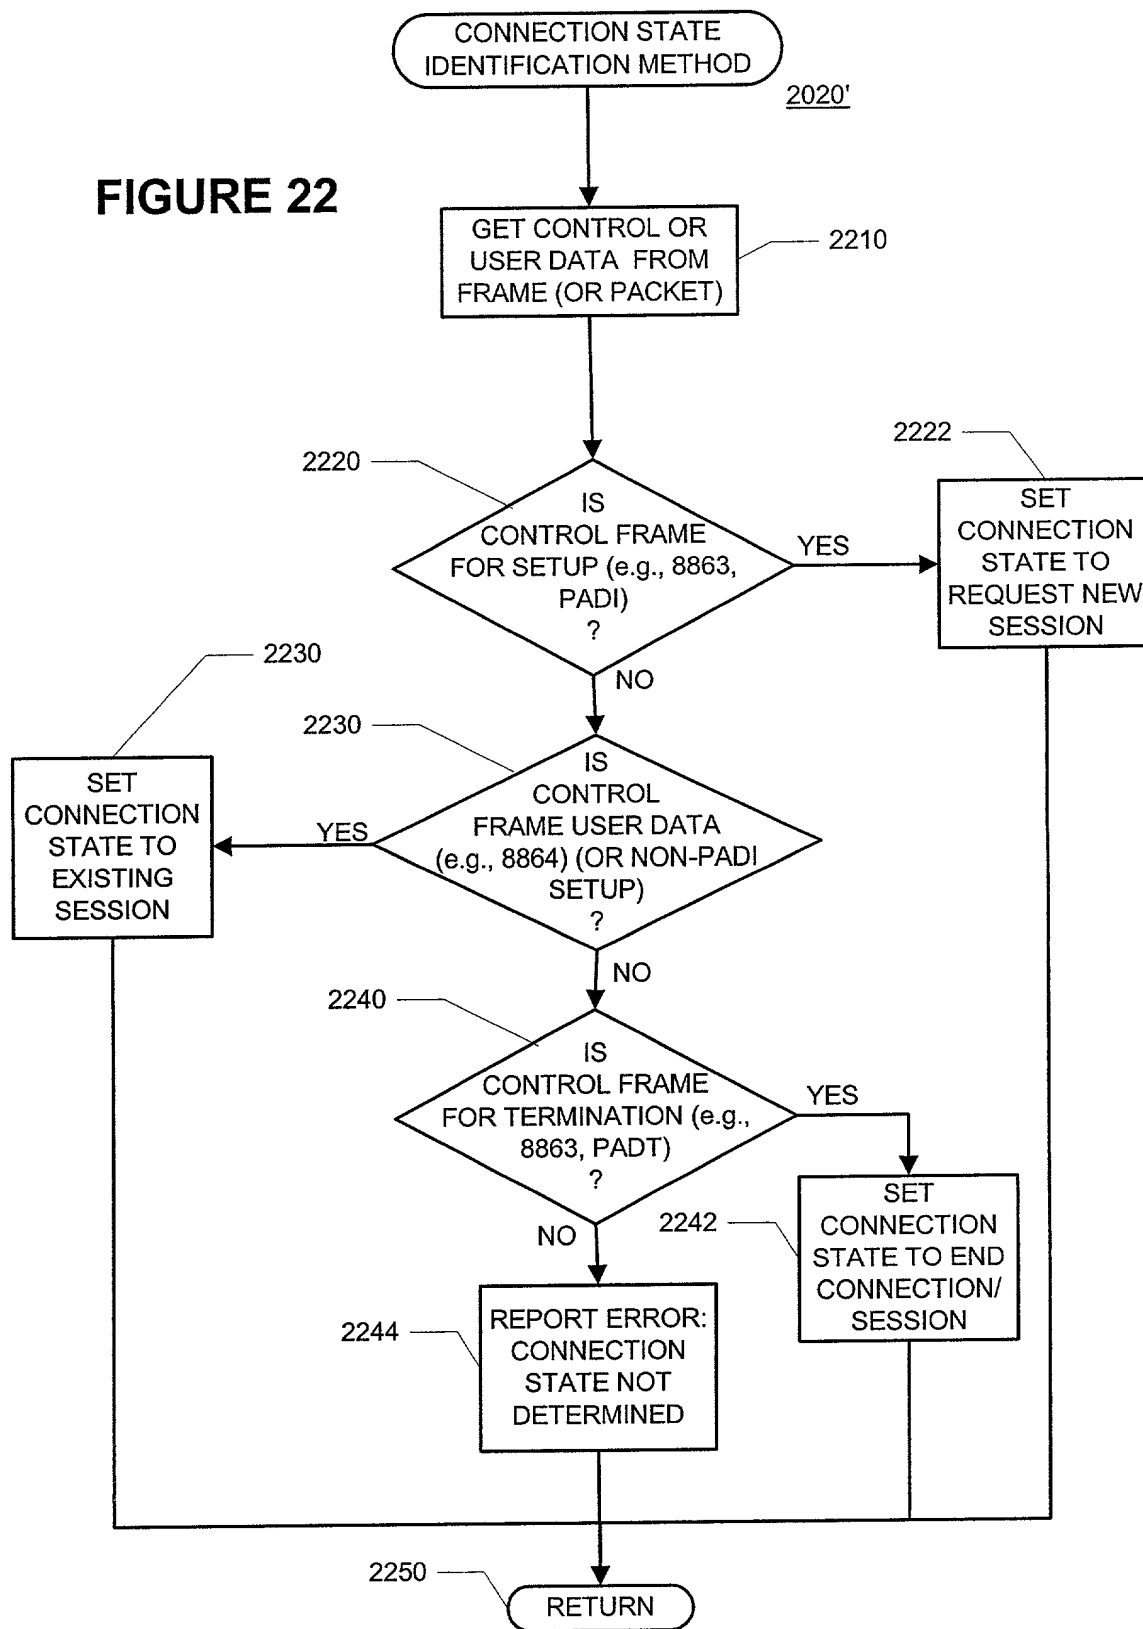 CONNECTION STATE
IDENTIFICATION METHOD
2020'
FIGURE 22
GET CONTROL OR
USER DATA FROM
FRAME (OR PACKET)
2210
2220
IS
CONTROL FRAME
FOR SETUP (e.g., 8863,
PADI)
?
YES
2222
SET
CONNECTION
STATE TO
REQUEST NEW
SESSION
NO
2230
SET
CONNECTION
STATE TO
EXISTING
SESSION
YES
2230
IS
CONTROL
FRAME USER DATA
(e.g., 8864) (OR NON-PADI
SETUP)
?
NO
2240
IS
CONTROL FRAME
FOR TERMINATION (e.g.,
8863, PADT)
?
YES
2242
SET
CONNECTION
STATE TO END
CONNECTION/
SESSION
NO
2244
REPORT ERROR:
CONNECTION
STATE NOT
DETERMINED
2250
RETURN